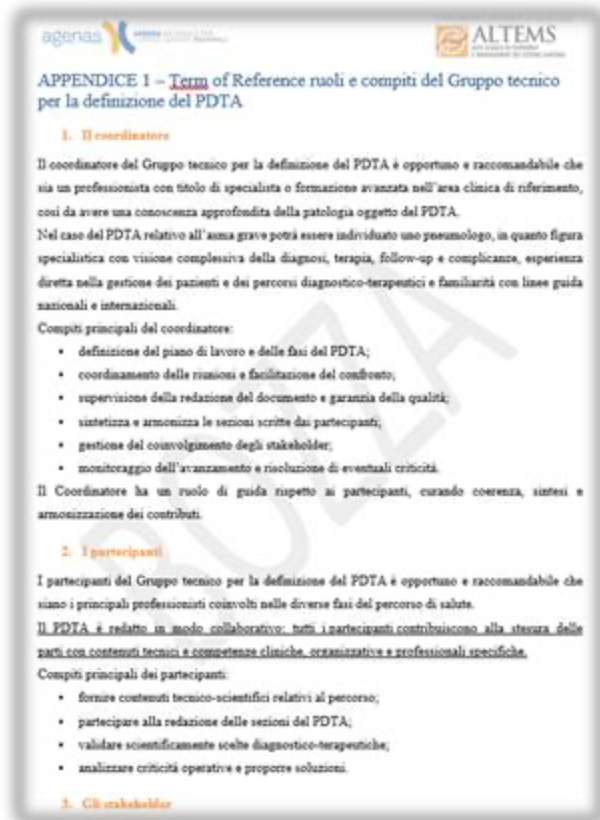 agenas
ALTEMS
APPENDICE 1 – Term of Reference ruoli e compiti del Gruppo tecnico
per la definizione del PDTA
1. Il coordinatore
Il coordinatore del Gruppo tecnico per la definizione del PDTA è opportuno e raccomandabile che
sia un professionista con titolo di specialista o formazione avanzata nell'area clinica di riferimento,
così da avere una conoscenza approfondita della patologia oggetto del PDTA.
Nel caso del PDTA relativo all'asma grave potrà essere individuato uno pneumologo, in quanto figura
specialistica con visione complessiva della diagnosi, terapia, follow-up e complicanze, esperienza
diretta nella gestione dei pazienti e dei percorsi diagnostico-terapeutici e familiarità con linee guida
nazionali e internazionali.
Compiti principali del coordinatore:
▪ definizione del piano di lavoro e delle fasi del PDTA;
▪ coordinamento delle riunioni e facilitazione del confronto;
▪ supervisione della redazione del documento e garanzia della qualità;
▪ sintetizza e armonizza le sezioni scritte dai partecipanti;
▪ gestione del coinvolgimento degli stakeholder;
▪ monitoraggio dell'avanzamento e risoluzione di eventuali criticità.
Il Coordinatore ha un ruolo di guida rispetto ai partecipanti, curando coerenza, sintesi e
armonizzazione dei contributi.
2. I partecipanti
I partecipanti del Gruppo tecnico per la definizione del PDTA è opportuno e raccomandabile che
siano i principali professionisti coinvolti nelle diverse fasi del percorso di salute.
Il PDTA è redatto in modo collaborativo: tutti i partecipanti contribuiscono alla stesura delle
parti con contenuti tecnici e competenze cliniche, organizzative e professionali specifiche.
Compiti principali dei partecipanti:
▪ fornire contenuti tecnico-scientifici relativi al percorso;
▪ partecipare alla redazione delle sezioni del PDTA;
▪ validare scientificamente scelte diagnostico-terapeutiche;
▪ analizzare criticità operative e proporre soluzioni.
3. Gli stakeholder
BOZZA